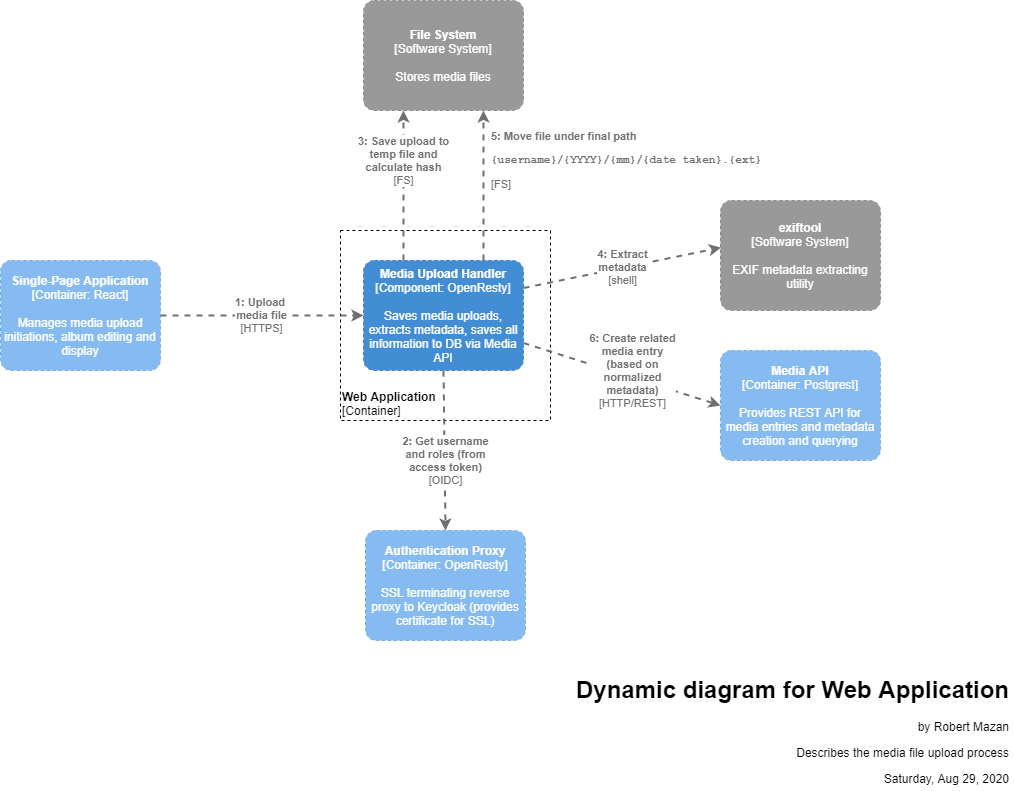 File System
[Software System]
Stores media files
3: Save upload to
temp file and
calculate hash
[FS]
5: Move file under final path
{username}/{YYYY}/{mm}/{date taken}.{ext}
[FS]
exiftool
[Software System]
EXIF metadata extracting
utility
4: Extract
metadata
[shell]
Single-Page Application
[Container: React]
Manages media upload
initiations, album editing and
display
1: Upload
media file
[HTTPS]
Media Upload Handler
[Component: OpenResty]
Saves media uploads,
extracts metadata, saves all
information to DB via Media
API
Web Application
[Container]
6: Create related
media entry
(based on
normalized
metadata)
[HTTP/REST]
Media API
[Container: Postgrest]
Provides REST API for
media entries and metadata
creation and querying
2: Get username
and roles (from
access token)
[OIDC]
Authentication Proxy
[Container: OpenResty]
SSL terminating reverse
proxy to Keycloak (provides
certificate for SSL)
Dynamic diagram for Web Application
by Robert Mazan
Describes the media file upload process
Saturday, Aug 29, 2020